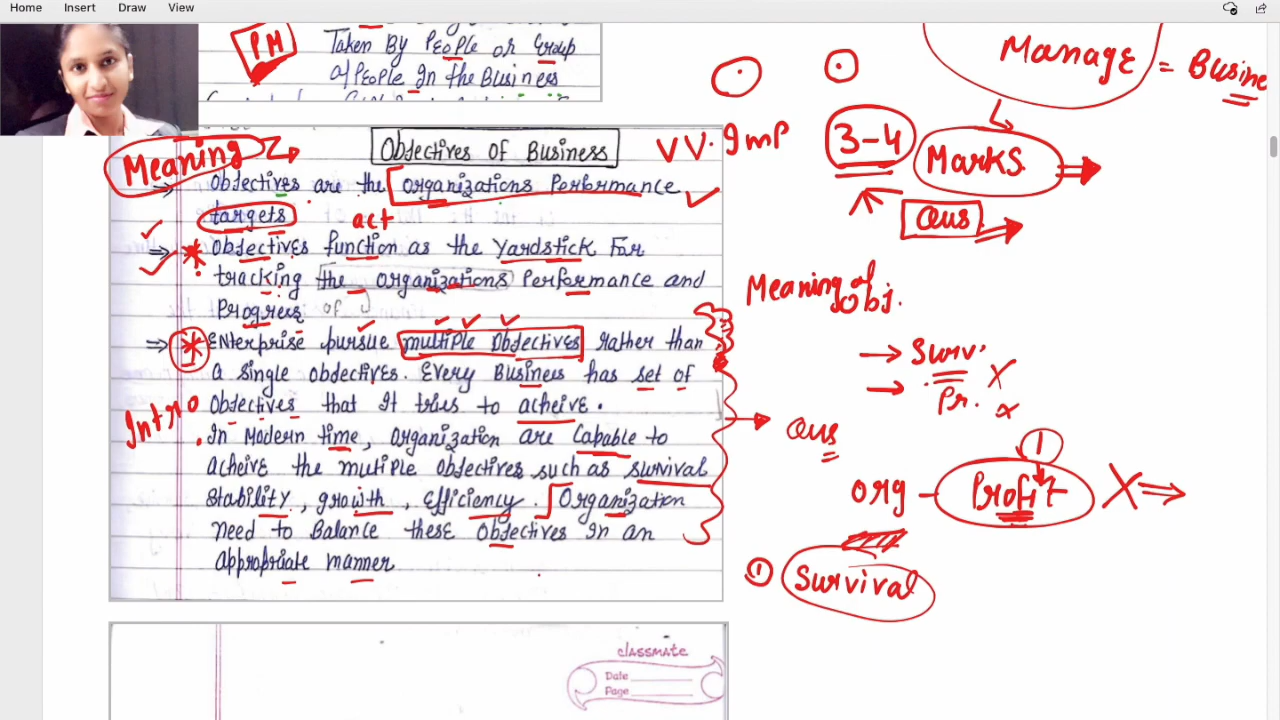 Home Insert Draw View
PM
Taken By PEOPLE or Group
of PEOPLE In the Business
Manage = Busine
Meaning
Objectives of Business
VV. Imp
3-4 Marks
Ques
Objectives are the organizations Performance
targets
act
Objectives function as the Yardstick For
tracking the organizations Performance and
Progress of
Enterprise pursue multiple Objectives rather than
a single objectives. Every Business has set of
Objectives that It tries to acheive.
Intro
In Modern time, organization are Capable to
acheive the mutiple objectives such as survival
stability, growth, Efficiency. Organization
need to Balance these Objectives In an
appropriate manner
Meaning of
Obj.
→ Surv.
→ Pr.
Ques
1
org - Profit X
① Survival
classmate
Date
Page